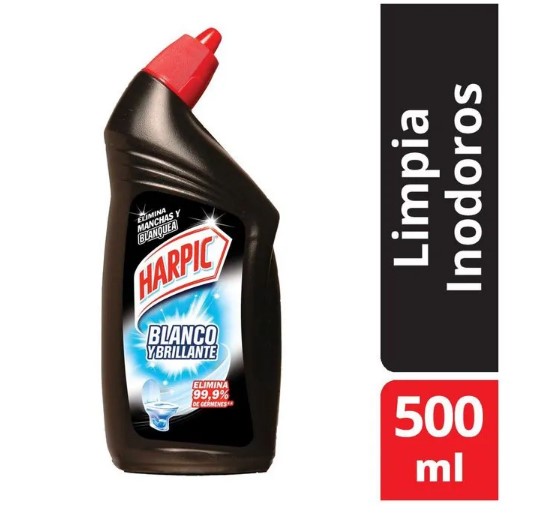 ELIMINA
MANCHAS Y
BLANQUEA
HARPIC
BLANCO
Y BRILLANTE
ELIMINA
99,9%
DE GÉRMENES**
Limpia
Inodoros
500
ml